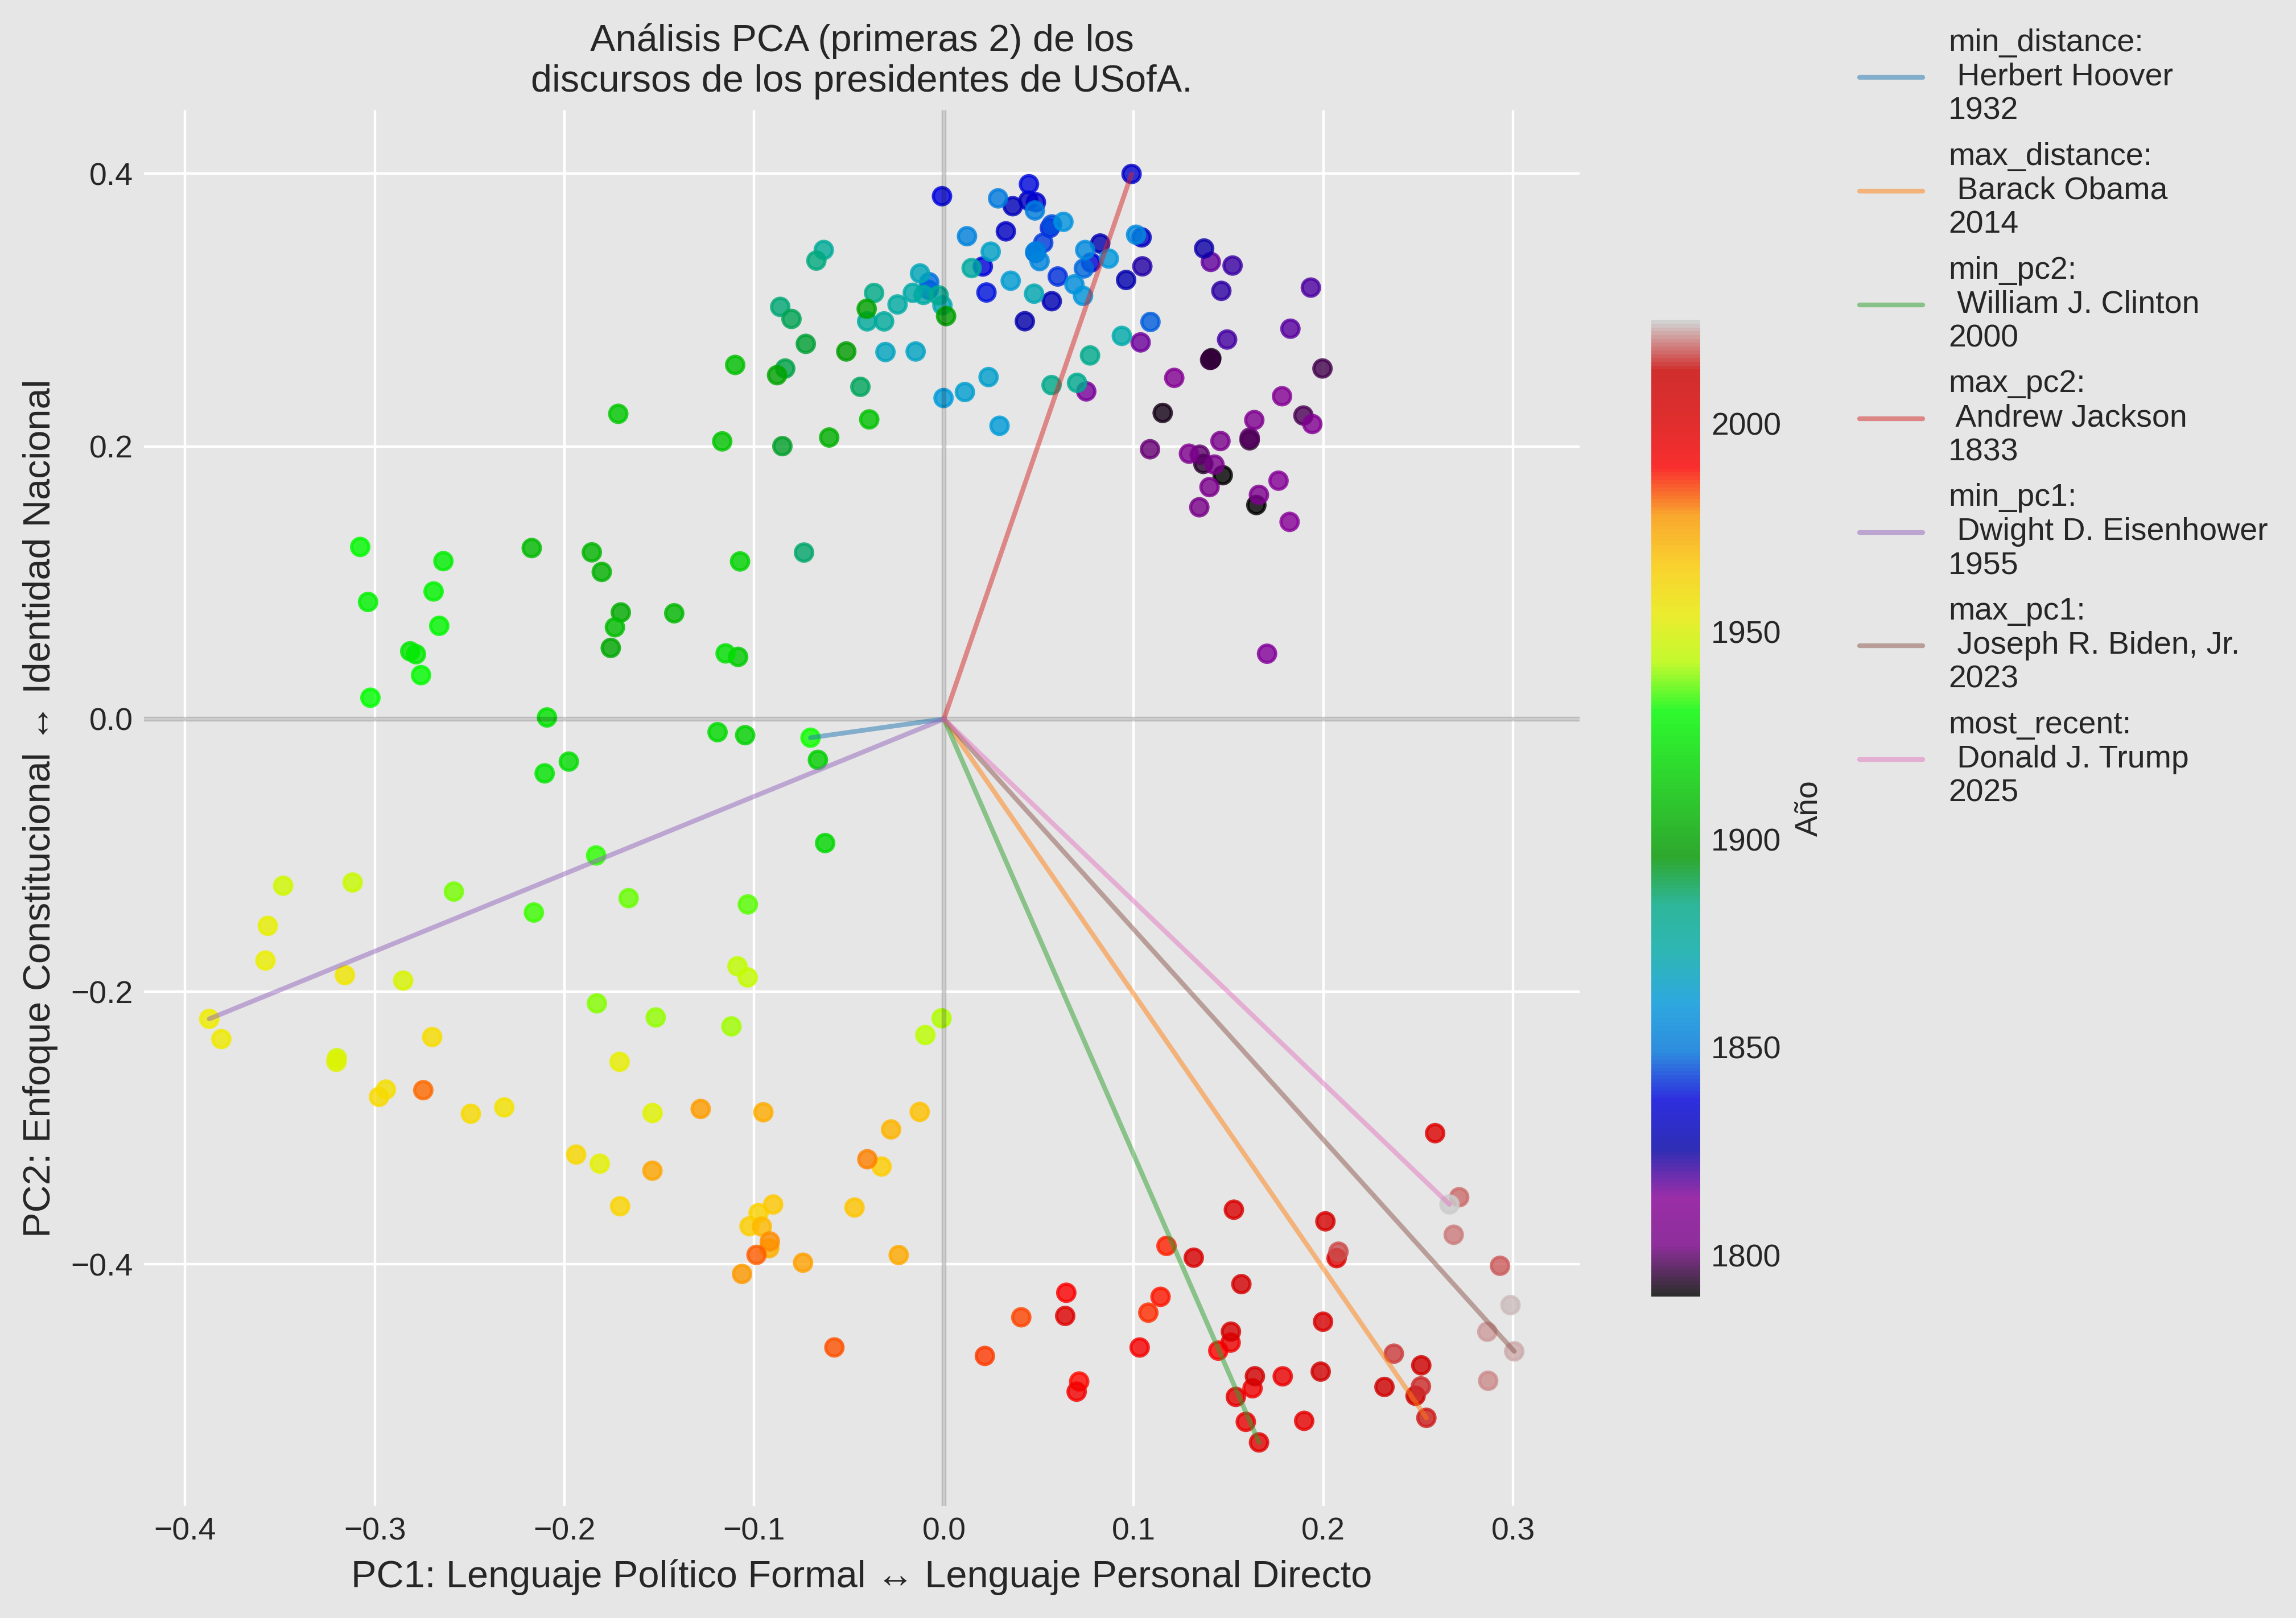 Análisis PCA (primeras 2) de los
discursos de los presidentes de USofA.
PC2: Enfoque Constitucional ↔ Identidad Nacional
0.4
0.2
0.0
−0.2
−0.4
−0.4
−0.3
−0.2
−0.1
0.0
0.1
0.2
0.3
PC1: Lenguaje Político Formal ↔ Lenguaje Personal Directo
2000
1950
1900
1850
1800
Año
min_distance:
Herbert Hoover
1932
max_distance:
Barack Obama
2014
min_pc2:
William J. Clinton
2000
max_pc2:
Andrew Jackson
1833
min_pc1:
Dwight D. Eisenhower
1955
max_pc1:
Joseph R. Biden, Jr.
2023
most_recent:
Donald J. Trump
2025